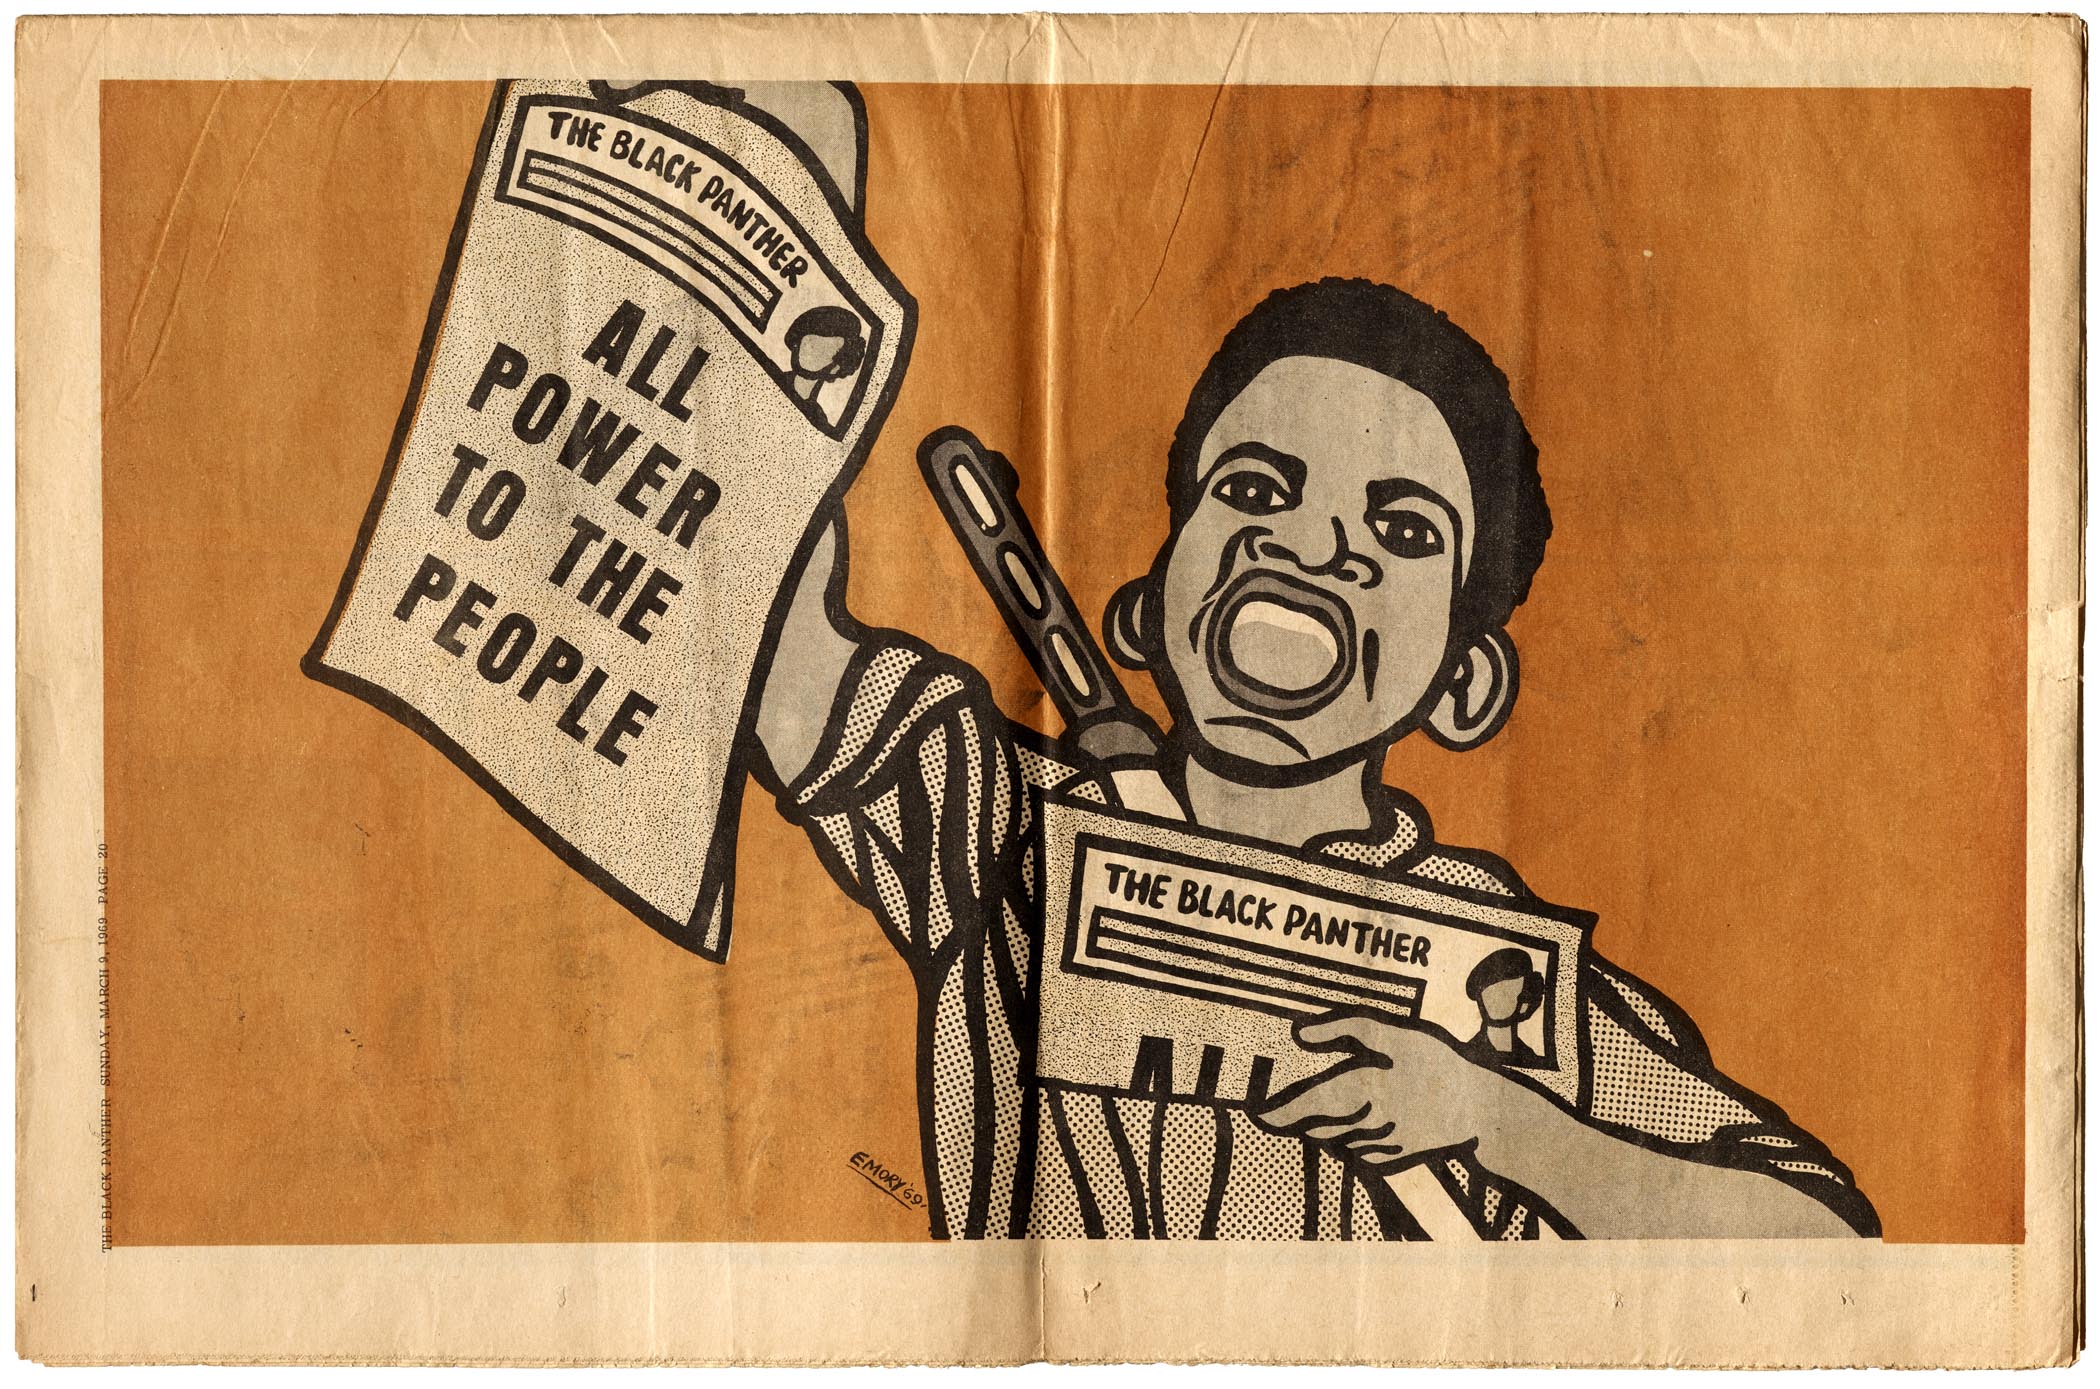 THE BLACK PANTHER
ALL
POWER
TO THE
PEOPLE
THE BLACK PANTHER
ALL
EMORY '69
THE BLACK PANTHER SUNDAY, MARCH 9, 1969 PAGE 20